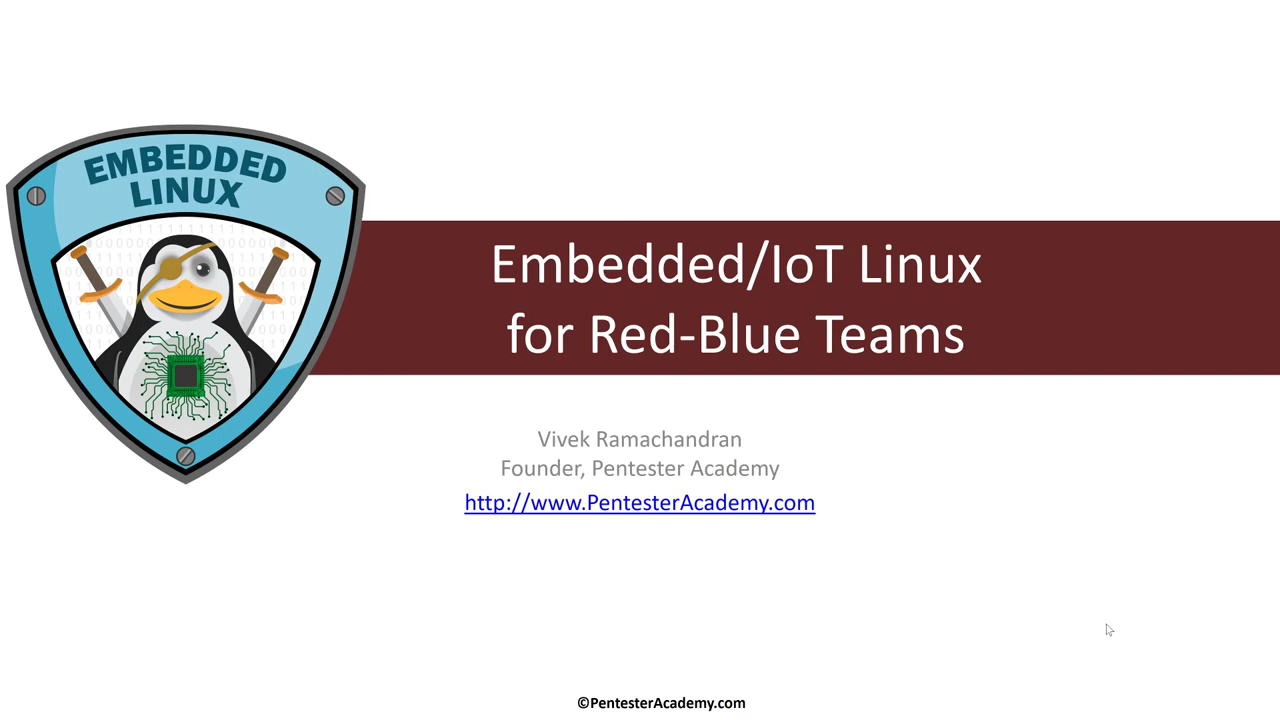 EMBEDDED
LINUX
Embedded/IoT Linux
for Red-Blue Teams
Vivek Ramachandran
Founder, Pentester Academy
http://www.PentesterAcademy.com
©PentesterAcademy.com